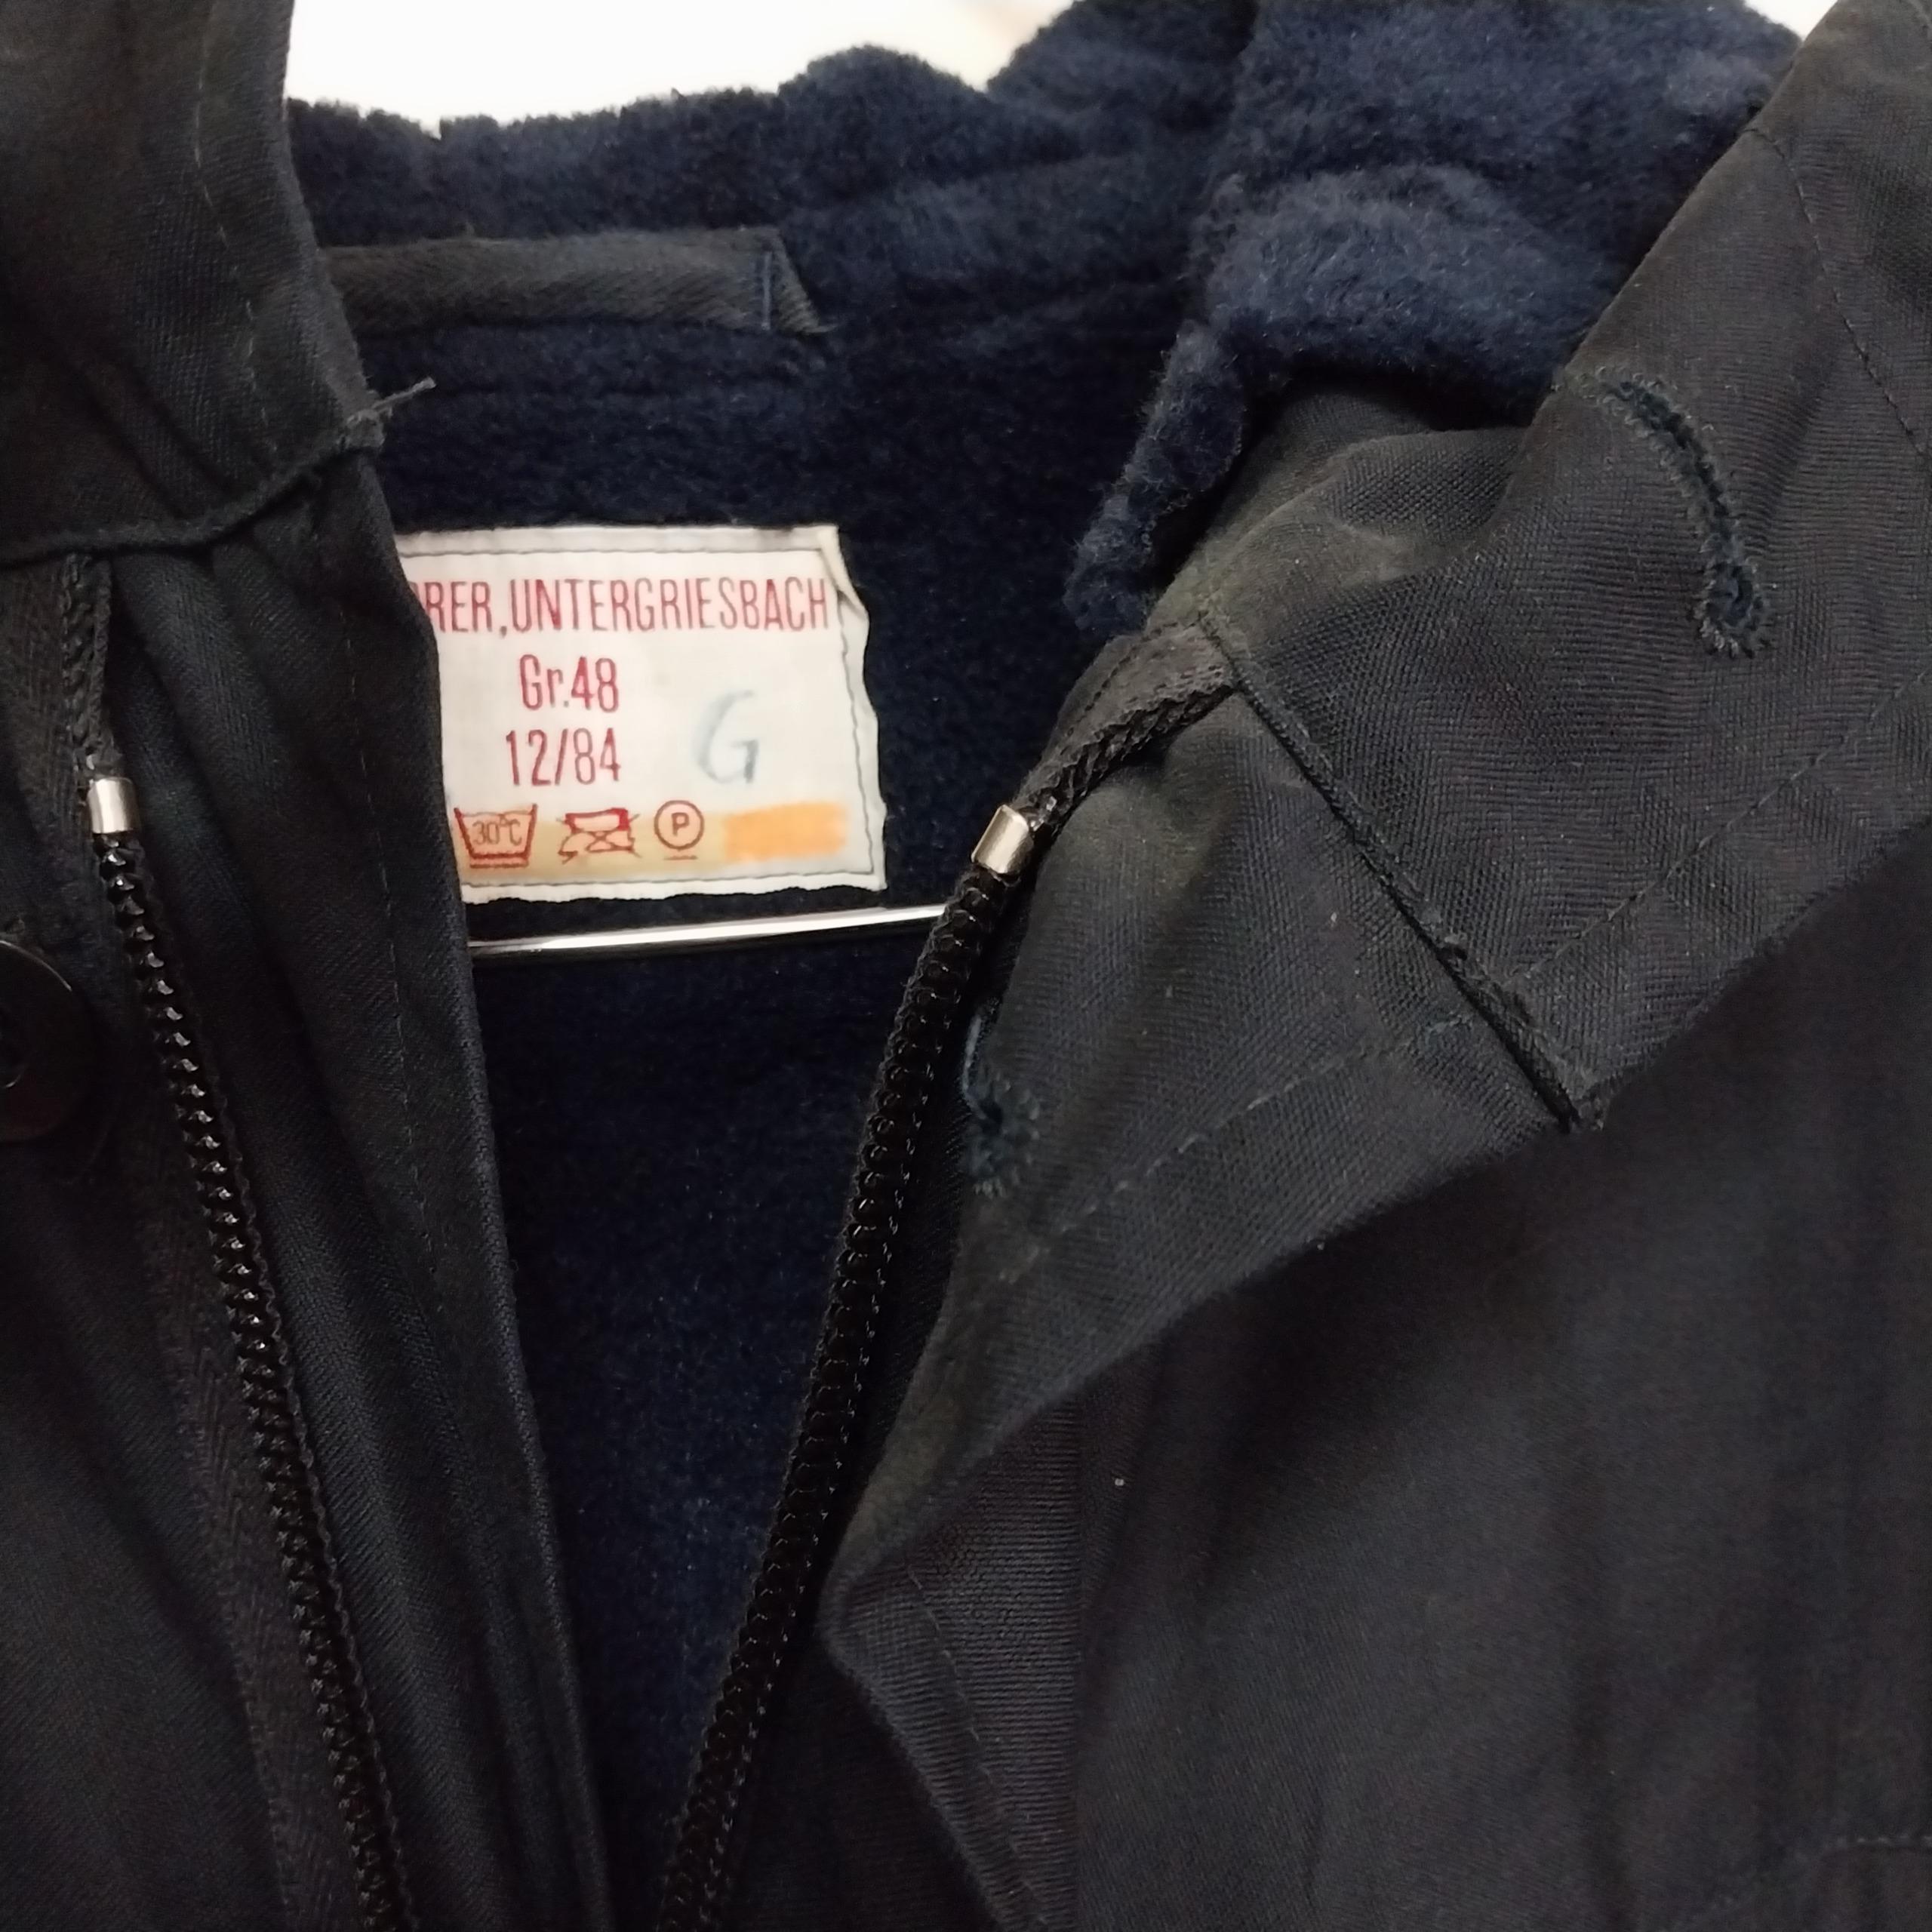 RER, UNTERGRIESBACH
Gr.48
12/84 G
30°C P